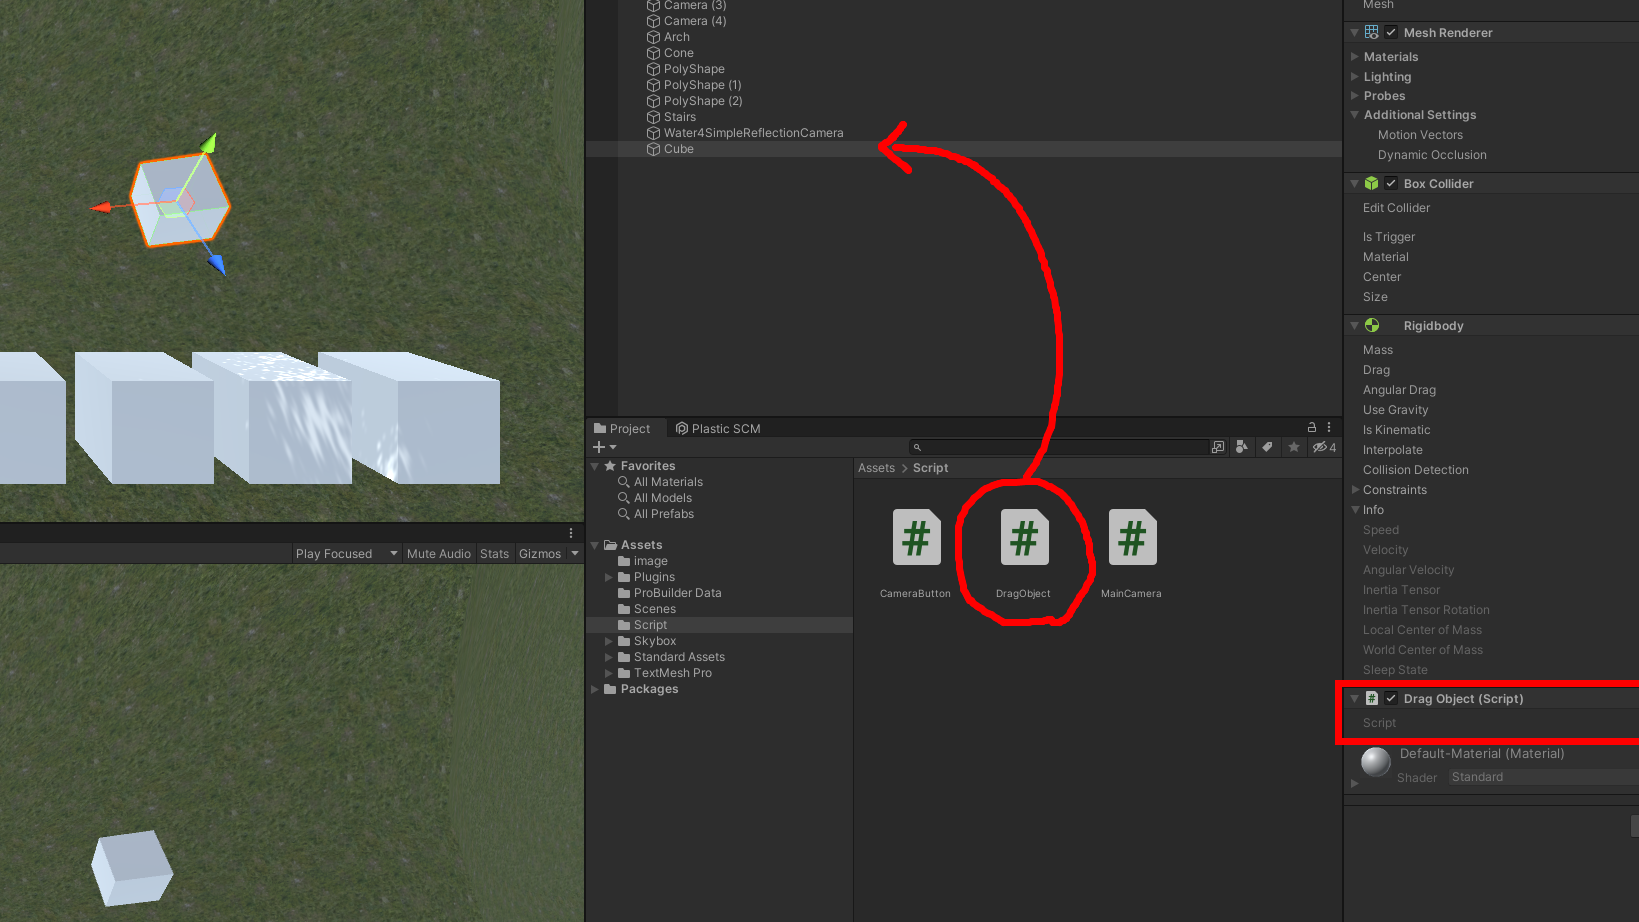 Camera (3)
Camera (4)
Arch
Cone
PolyShape
PolyShape (1)
PolyShape (2)
Stairs
Water4SimpleReflectionCamera
Cube
Play Focused
Mute Audio
Stats
Gizmos
Project
Plastic SCM
4
Favorites
All Materials
All Models
All Prefabs
Assets
image
Plugins
ProBuilder Data
Scenes
Script
Skybox
Standard Assets
TextMesh Pro
Packages
Assets > Script
# # #
CameraButton
DragObject
MainCamera
Mesh
Mesh Renderer
Materials
Lighting
Probes
Additional Settings
Motion Vectors
Dynamic Occlusion
Box Collider
Edit Collider
Is Trigger
Material
Center
Size
Rigidbody
Mass
Drag
Angular Drag
Use Gravity
Is Kinematic
Interpolate
Collision Detection
Constraints
Info
Speed
Velocity
Angular Velocity
Inertia Tensor
Inertia Tensor Rotation
Local Center of Mass
World Center of Mass
Sleep State
# Drag Object (Script)
Script
Default-Material (Material)
Shader Standard